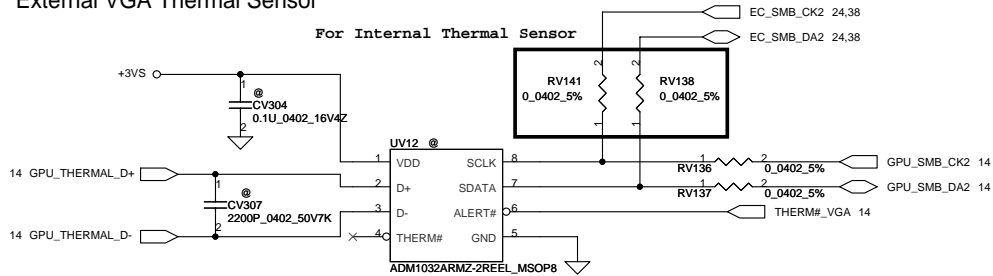 External VGA Thermal Sensor
EC_SMB_CK2 24,38
For Internal Thermal Sensor
EC_SMB_DA2 24,38
+3VS
1
@
CV304
0.1U_0402_16V4Z
2
2
2
RV141
0_0402_5%
RV138
0_0402_5%
1
1
UV12 @
1 VDD
SCLK 8
1 2
RV136 0_0402_5%
GPU_SMB_CK2 14
14 GPU_THERMAL_D+
2 D+
SDATA 7
1 2
RV137 0_0402_5%
GPU_SMB_DA2 14
1
@
CV307
2200P_0402_50V7K
2
3 D-
ALERT# 6
THERM#_VGA 14
14 GPU_THERMAL_D-
4 THERM#
GND 5
ADM1032ARMZ-2REEL_MSOP8